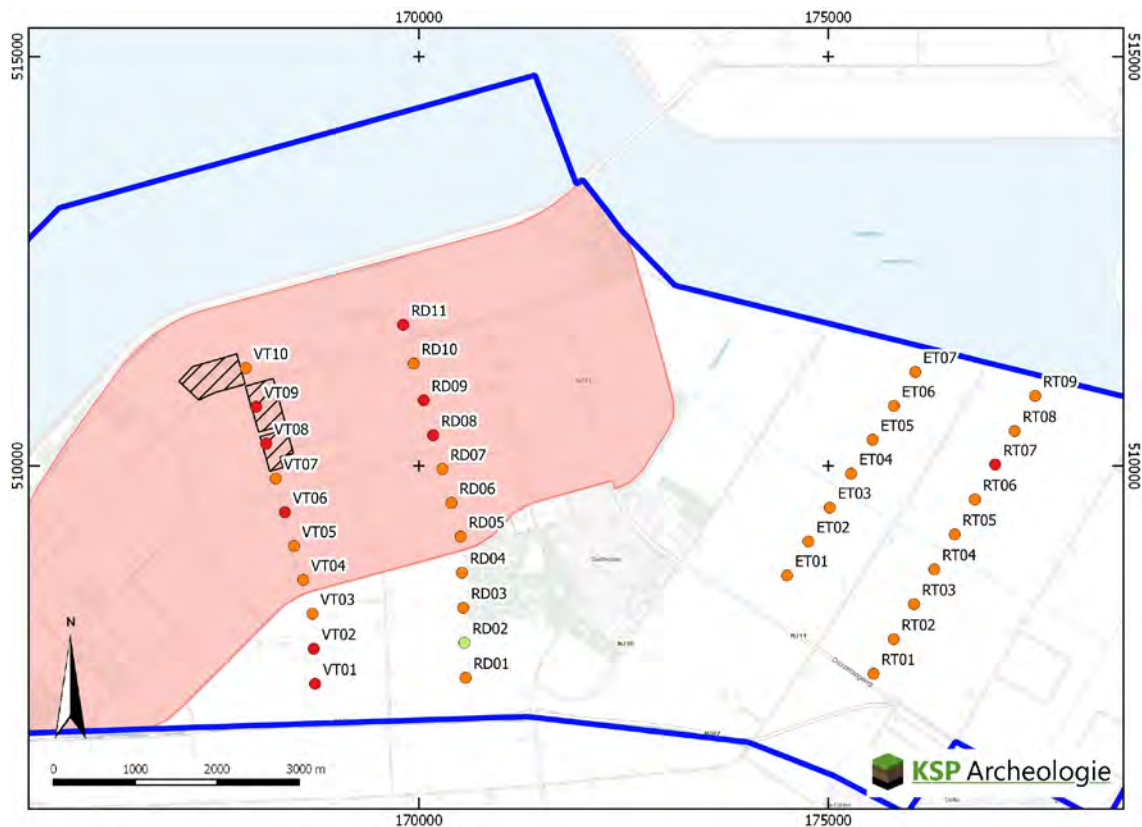 170000 175000
515000 515000
RD11
VT10 RD10 ET07
VT09 RD09 ET06 RT09
VT08 RD08 ET05 RT08
510000 510000
VT07 RD07 ET04 RT07
VT06 RD06 ET03 RT06
VT05 RD05 ET02 RT05
VT04 RD04 ET01 RT04
VT03 RD03
VT02 RD02 RT02
VT01 RD01 RT01
N
0 1000 2000 3000 m
KSP Archeologie
170000 175000